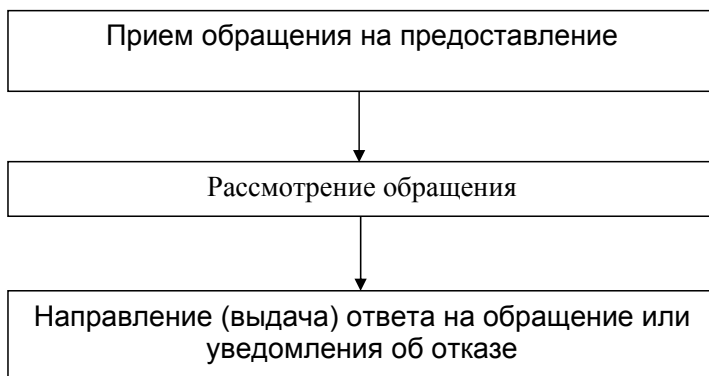 Прием обращения на предоставление
Рассмотрение обращения
Направление (выдача) ответа на обращение или
уведомления об отказе